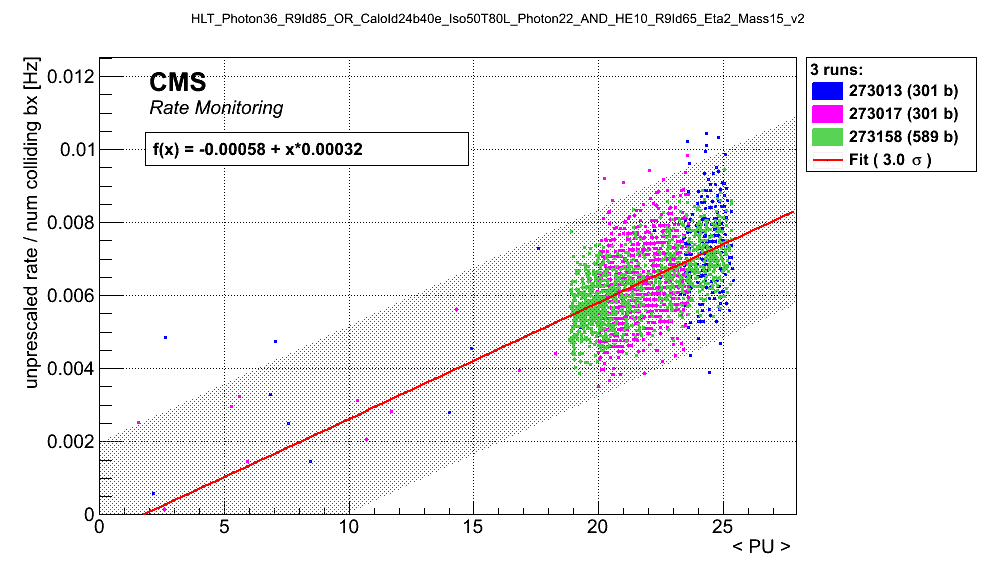 HLT_Photon36_R9Id85_OR_CaloId24b40e_Iso50T80L_Photon22_AND_HE10_R9Id65_Eta2_Mass15_v2
unprescaled rate / num colliding bx [Hz]
CMS
Rate Monitoring
f(x) = -0.00058 + x*0.00032
3 runs:
273013 (301 b)
273017 (301 b)
273158 (589 b)
Fit ( 3.0 σ )
0.012
0.01
0.008
0.006
0.004
0.002
0
0 5 10 15 20 25
< PU >